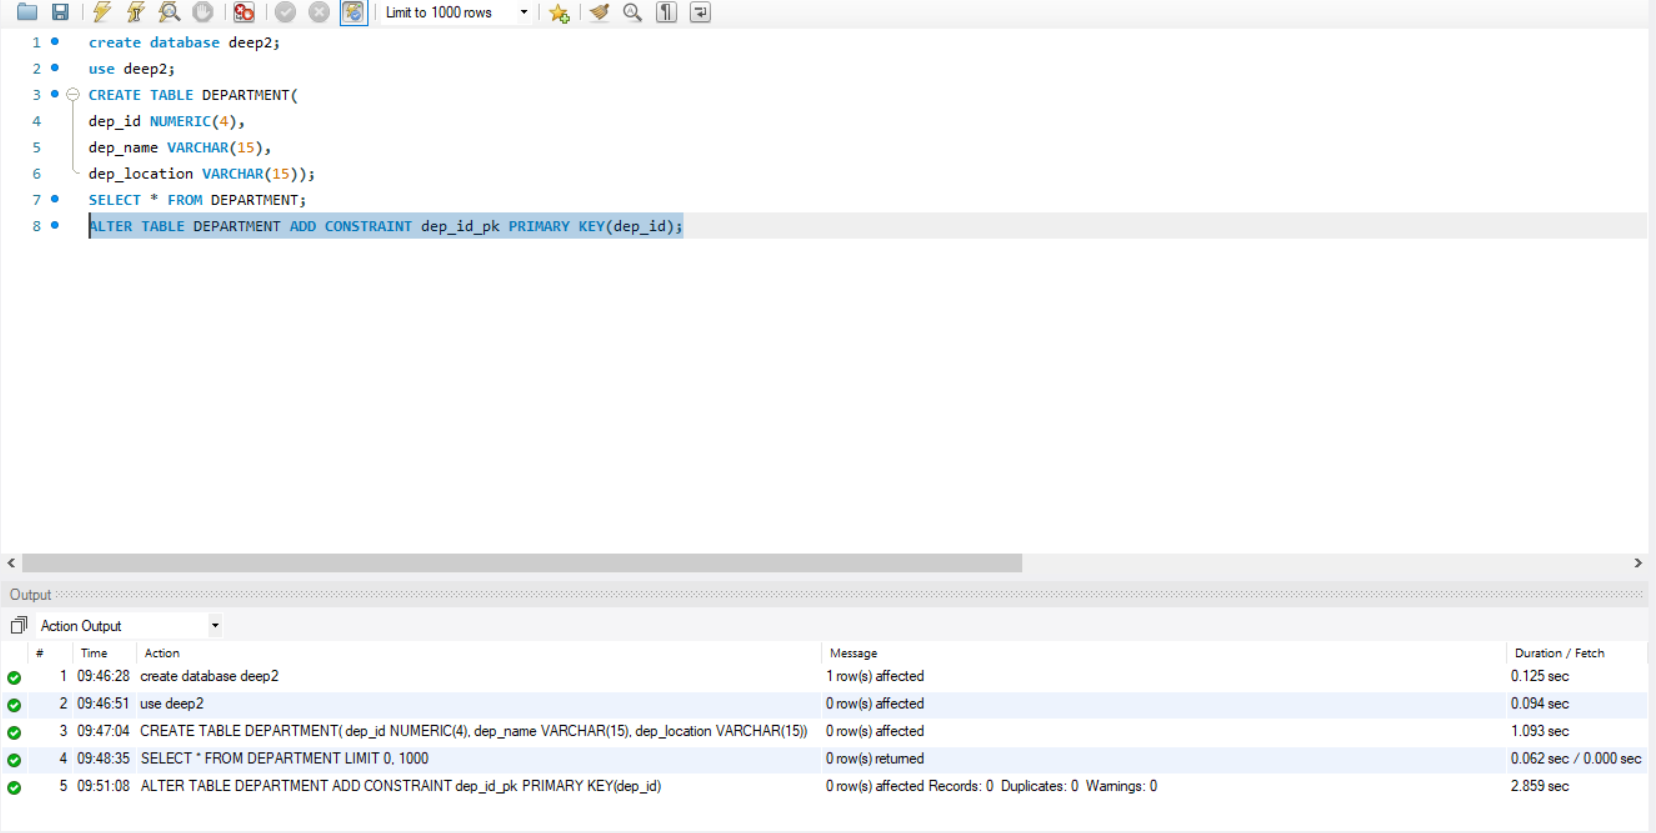 Limit to 1000 rows
1 create database deep2;
2 use deep2;
3 CREATE TABLE DEPARTMENT(
4 dep_id NUMERIC(4),
5 dep_name VARCHAR(15),
6 dep_location VARCHAR(15));
7 SELECT * FROM DEPARTMENT;
8 ALTER TABLE DEPARTMENT ADD CONSTRAINT dep_id_pk PRIMARY KEY(dep_id);
Output
Action Output
# Time Action Message Duration / Fetch
1 09:46:28 create database deep2 1 row(s) affected 0.125 sec
2 09:46:51 use deep2 0 row(s) affected 0.094 sec
3 09:47:04 CREATE TABLE DEPARTMENT( dep_id NUMERIC(4), dep_name VARCHAR(15), dep_location VARCHAR(15)) 0 row(s) affected 1.093 sec
4 09:48:35 SELECT * FROM DEPARTMENT LIMIT 0, 1000 0 row(s) returned 0.062 sec / 0.000 sec
5 09:51:08 ALTER TABLE DEPARTMENT ADD CONSTRAINT dep_id_pk PRIMARY KEY(dep_id) 0 row(s) affected Records: 0 Duplicates: 0 Warnings: 0 2.859 sec